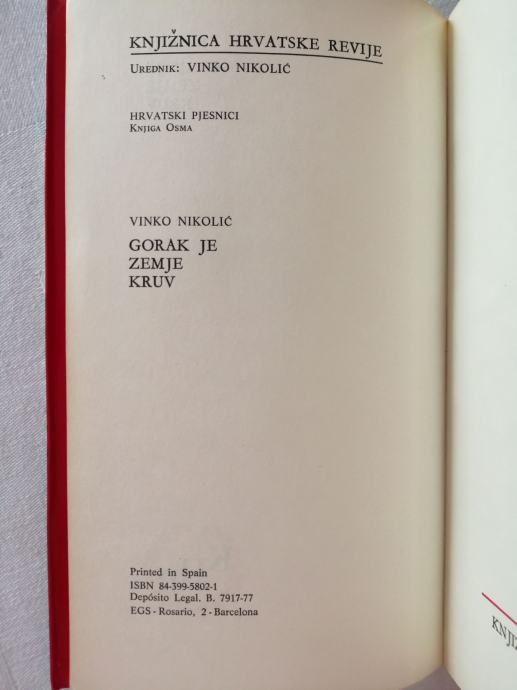 KNJIŽNICA HRVATSKE REVIJE
UREDNIK: VINKO NIKOLIĆ
HRVATSKI PJESNICI
KNJIGA OSMA
VINKO NIKOLIĆ
GORAK JE
ZEMJE
KRUV
Printed in Spain
ISBN 84-399-5802-1
Depósito Legal. B. 7917-77
EGS - Rosario, 2 - Barcelona